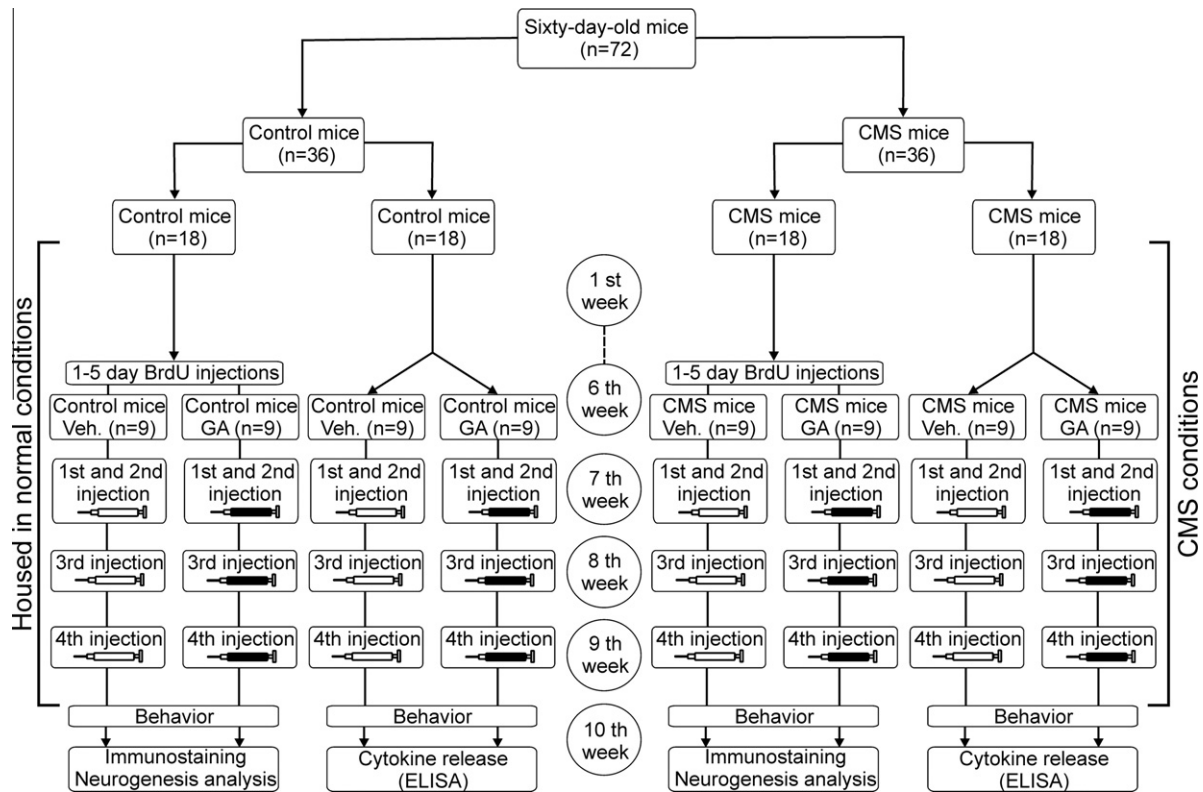 Sixty-day-old mice
(n=72)
Control mice
(n=36)
CMS mice
(n=36)
Control mice
(n=18)
Control mice
(n=18)
CMS mice
(n=18)
CMS mice
(n=18)
Housed in normal conditions
CMS conditions
1 st
week
1-5 day BrdU injections
1-5 day BrdU injections
6 th
week
Control mice
Veh. (n=9)
Control mice
GA (n=9)
Control mice
Veh. (n=9)
Control mice
GA (n=9)
CMS mice
Veh. (n=9)
CMS mice
GA (n=9)
CMS mice
Veh. (n=9)
CMS mice
GA (n=9)
1st and 2nd
injection
1st and 2nd
injection
1st and 2nd
injection
1st and 2nd
injection
7 th
week
1st and 2nd
injection
1st and 2nd
injection
1st and 2nd
injection
1st and 2nd
injection
3rd injection
3rd injection
3rd injection
3rd injection
8 th
week
3rd injection
3rd injection
3rd injection
3rd injection
4th injection
4th injection
4th injection
4th injection
9 th
week
4th injection
4th injection
4th injection
4th injection
Behavior
Behavior
10 th
week
Behavior
Behavior
Immunostaining
Neurogenesis analysis
Cytokine release
(ELISA)
Immunostaining
Neurogenesis analysis
Cytokine release
(ELISA)